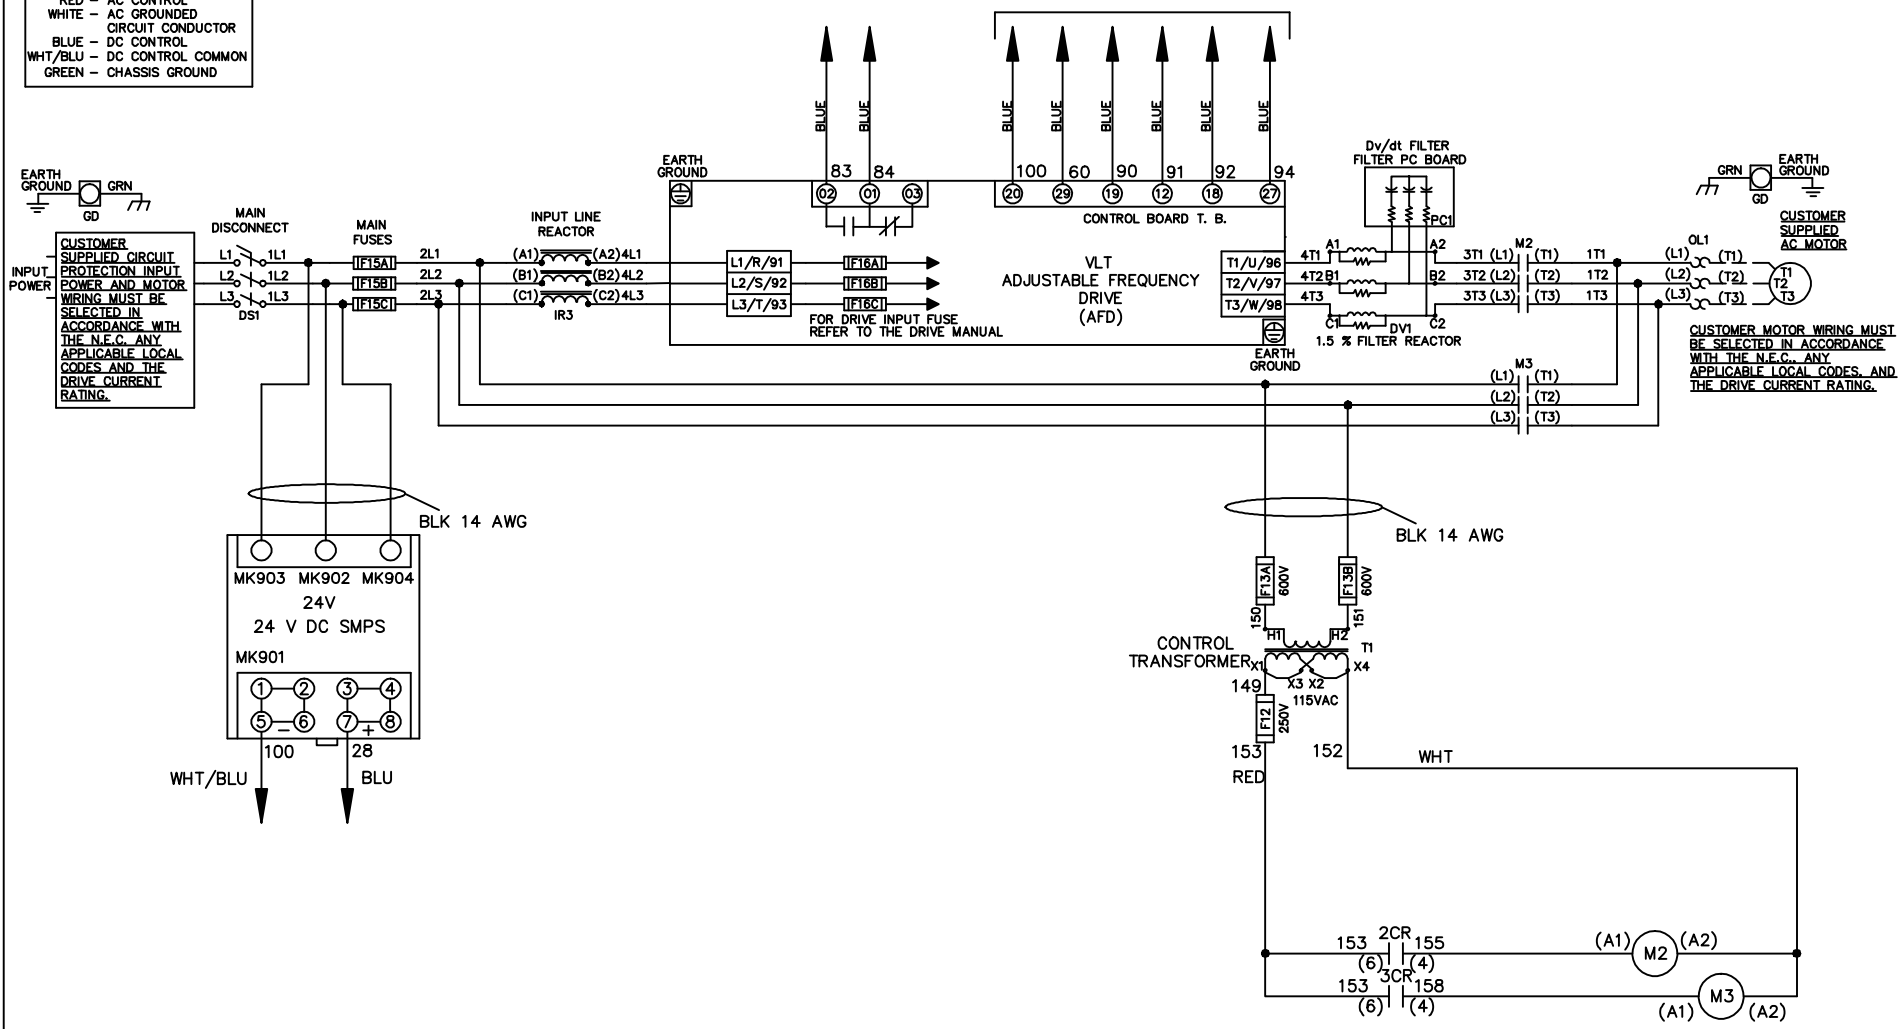 RED – AC CONTROL
WHITE – AC GROUNDED
CIRCUIT CONDUCTOR
BLUE – DC CONTROL
WHT/BLU – DC CONTROL COMMON
GREEN – CHASSIS GROUND
BLUE
BLUE
BLUE
BLUE
BLUE
BLUE
BLUE
BLUE
EARTH
GROUND
GRN
GD
MAIN
DISCONNECT
MAIN
FUSES
INPUT LINE
REACTOR
EARTH
GROUND
83 84
02 01 03
100 60 90 91 92 94
20 29 19 12 18 27
CONTROL BOARD T. B.
Dv/dt FILTER
FILTER PC BOARD
PC1
GRN
EARTH
GROUND
GD
CUSTOMER
SUPPLIED
AC MOTOR
INPUT
POWER
CUSTOMER
SUPPLIED CIRCUIT
PROTECTION INPUT
POWER AND MOTOR
WIRING MUST BE
SELECTED IN
ACCORDANCE WITH
THE N.E.C. ANY
APPLICABLE LOCAL
CODES AND THE
DRIVE CURRENT
RATING.
L1 1L1 F15A 2L1 (A1) (A2) 4L1 L1/R/91 F16A
L2 1L2 F15B 2L2 (B1) (B2) 4L2 L2/S/92 F16B
L3 1L3 F15C 2L3 (C1) (C2) 4L3 L3/T/93 F16C
DS1
IR3
FOR DRIVE INPUT FUSE
REFER TO THE DRIVE MANUAL
VLT
ADJUSTABLE FREQUENCY
DRIVE
(AFD)
T1/U/96 4T1 A1 A2 3T1 (L1) M2 (T1) 1T1 (L1) OL1 (T1) T1
T2/V/97 4T2 B1 B2 3T2 (L2) (T2) 1T2 (L2) (T2) T2
T3/W/98 4T3 C1 C2 3T3 (L3) (T3) 1T3 (L3) (T3) T3
DV1
1.5 % FILTER REACTOR
EARTH
GROUND
CUSTOMER MOTOR WIRING MUST
BE SELECTED IN ACCORDANCE
WITH THE N.E.C., ANY
APPLICABLE LOCAL CODES, AND
THE DRIVE CURRENT RATING.
M3
(L1) (T1)
(L2) (T2)
(L3) (T3)
BLK 14 AWG
BLK 14 AWG
MK903 MK902 MK904
24V
24 V DC SMPS
MK901
1 2 3 4
5 6 7 8
– +
100 28
WHT/BLU BLU
F13A 600V F13B 600V
150 151
H1 H2
T1
CONTROL
TRANSFORMER
X1 X4
X3 X2
149
115VAC
F12 250V
153 152
RED
WHT
153 2CR 155 (A1) M2 (A2)
(6) (4)
153 3CR 158 (A1) M3 (A2)
(6) (4)